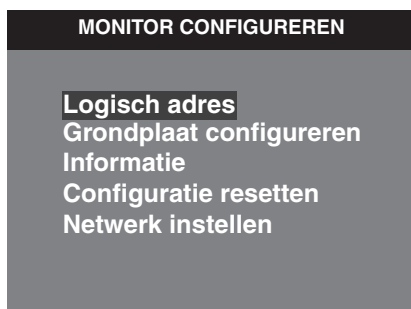 MONITOR CONFIGUREREN
Logisch adres
Grondplaat configureren
Informatie
Configuratie resetten
Netwerk instellen